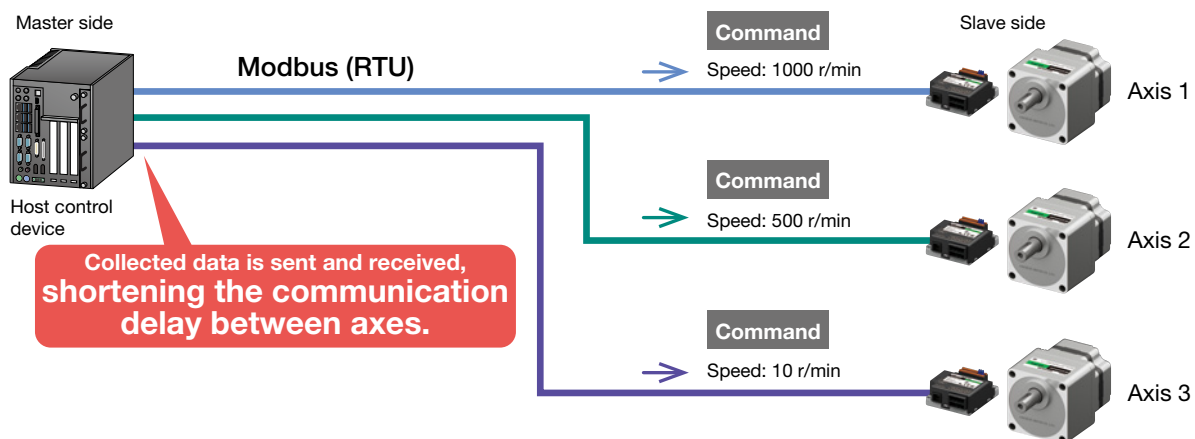 Master side
Modbus (RTU)
Command
Speed: 1000 r/min
Slave side
Axis 1
Host control
device
Collected data is sent and received,
shortening the communication
delay between axes.
Command
Speed: 500 r/min
Axis 2
Command
Speed: 10 r/min
Axis 3